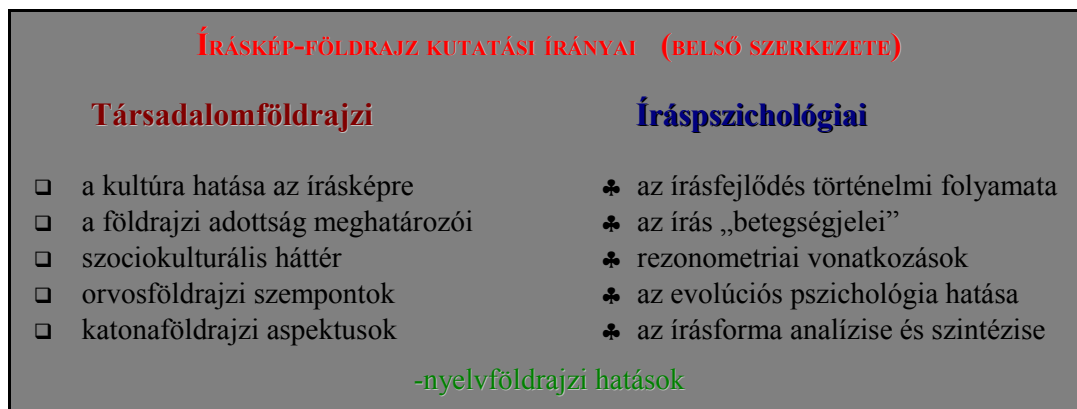 ÍRÁSKÉP-FÖLDRAJZ KUTATÁSI IRÁNYAI (BELSŐ SZERKEZETE)
Társadalomföldrajzi
❑ a kultúra hatása az írásképre
❑ a földrajzi adottság meghatározói
❑ szociokulturális háttér
❑ orvosföldrajzi szempontok
❑ katonaföldrajzi aspektusok
Íráspszichológiai
♣ az írásfejlődés történelmi folyamata
♣ az írás „betegségjelei”
♣ rezonometriai vonatkozások
♣ az evolúciós pszichológia hatása
♣ az írásforma analízise és szintézise
-nyelvföldrajzi hatások